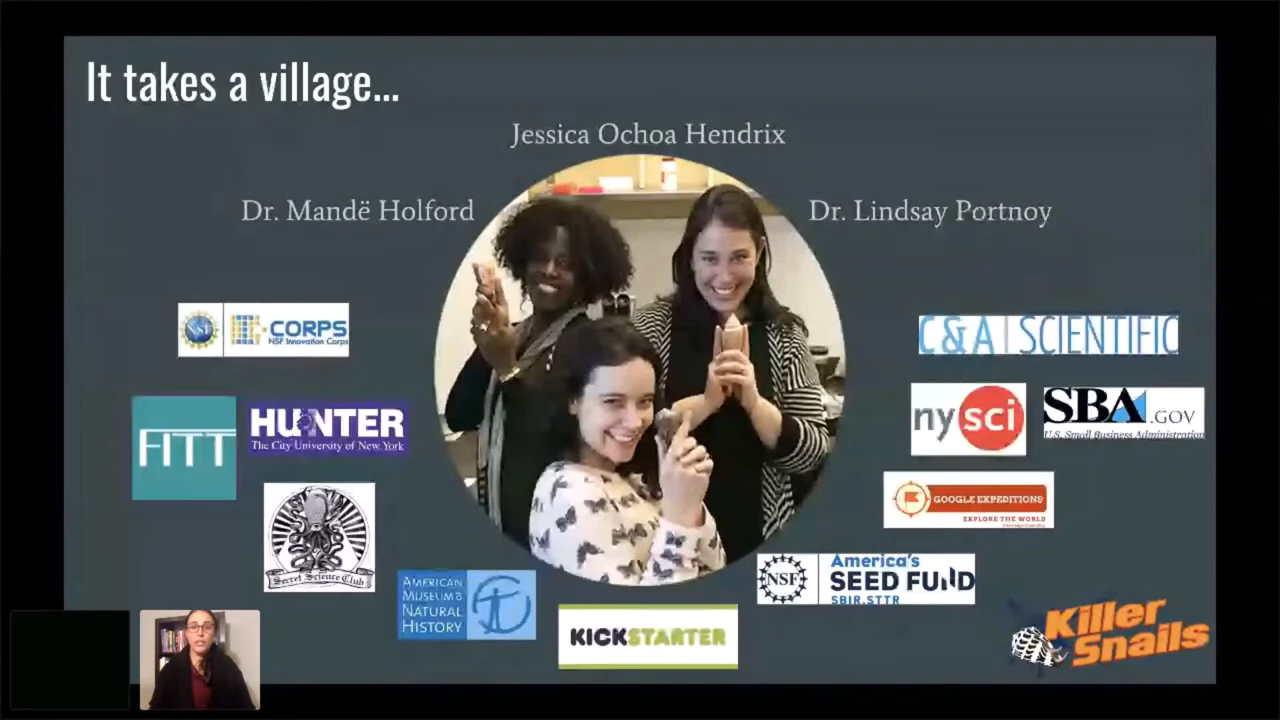 It takes a village...
Jessica Ochoa Hendrix
Dr. Mandë Holford
Dr. Lindsay Portnoy
NSF
I-CORPS
NSF Innovation Corps
C&A | SCIENTIFIC
FITT
HUNTER
The City University of New York
nysci
SBA.GOV
U.S. Small Business Administration
GOOGLE EXPEDITIONS
EXPLORE THE WORLD
Secret Science Club
AMERICAN
MUSEUM OF
NATURAL
HISTORY
NSF
America's
SEED FUND
SBIR.STTR
KICKSTARTER
Killer
Snails